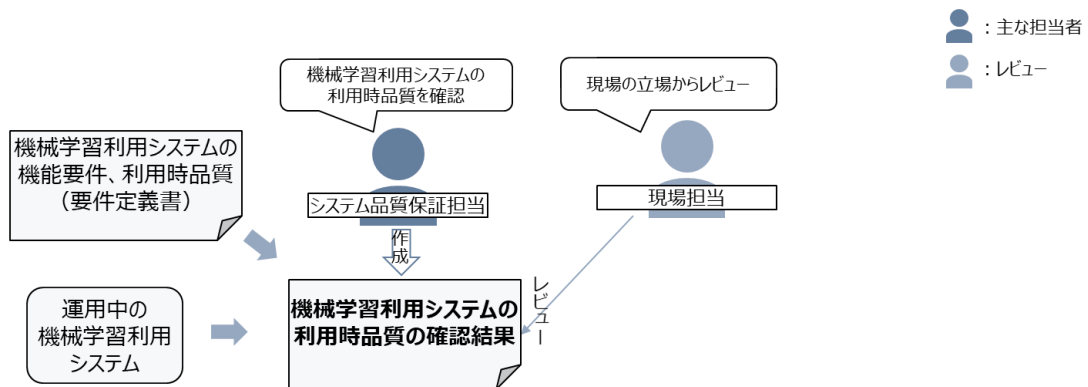 ：主な担当者
：レビュー
機械学習利用システムの
利用時品質を確認
現場の立場からレビュー
機械学習利用システムの
機能要件、利用時品質
（要件定義書）
システム品質保証担当
現場担当
作成
レビュー
運用中の
機械学習利用
システム
機械学習利用システムの
利用時品質の確認結果